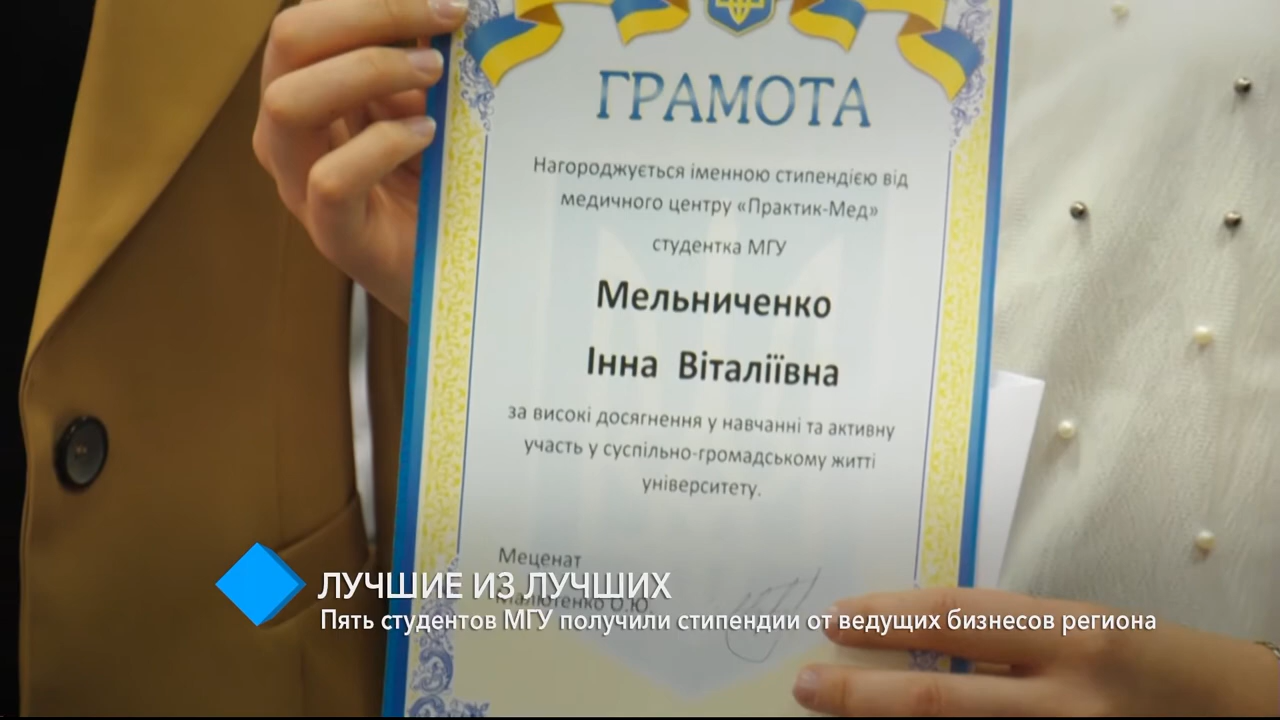 ГРАМОТА
Нагороджується іменною стипендією від
медичного центру «Практик-Мед»
студентка МГУ
Мельниченко
Інна Віталіївна
за високі досягнення у навчанні та активну
участь у суспільно-громадському житті
університету.
Меценат
Малютенко О.Ю.
ЛУЧШИЕ ИЗ ЛУЧШИХ
Пять студентов МГУ получили стипендии от ведущих бизнесов региона